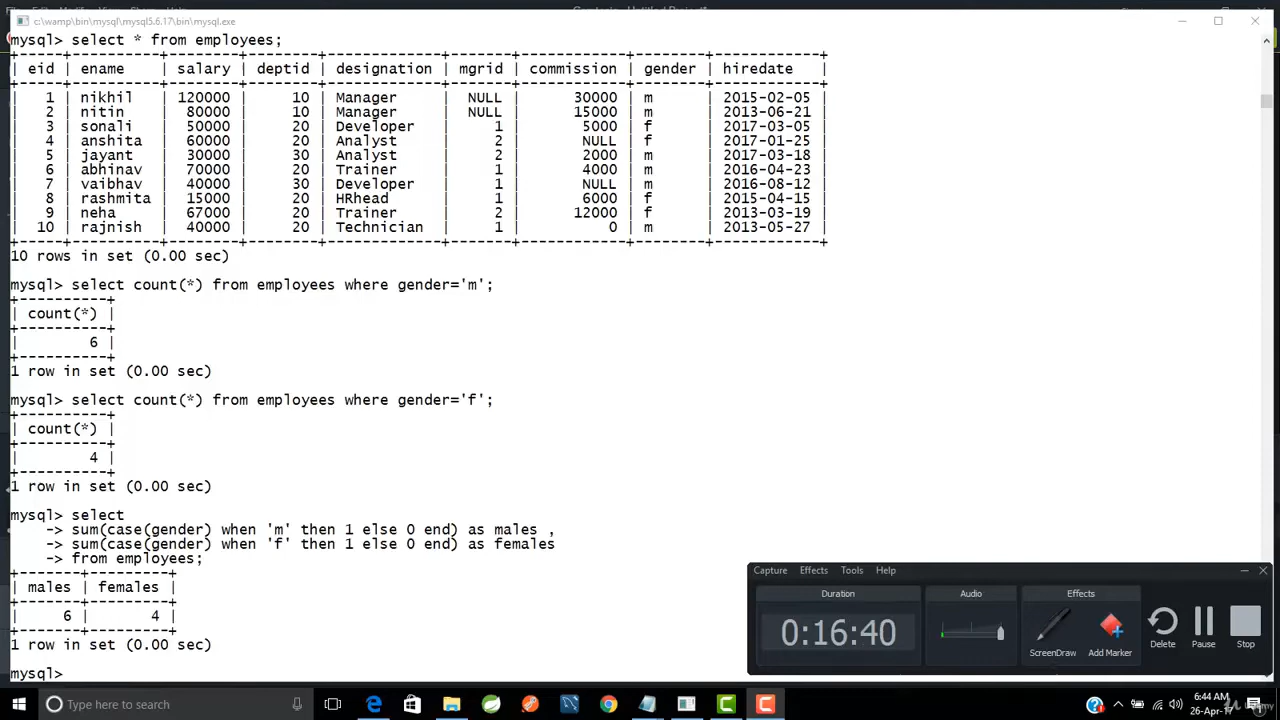 c:\wamp\bin\mysql\mysql5.6.17\bin\mysql.exe
mysql> select * from employees;
+------+----------+--------+--------+-------------+-------+------------+--------+------------+
| eid | ename | salary | deptid | designation | mgrid | commission | gender | hiredate |
+------+----------+--------+--------+-------------+-------+------------+--------+------------+
| 1 | nikhil | 120000 | 10 | Manager | NULL | 30000 | m | 2015-02-05 |
| 2 | nitin | 80000 | 10 | Manager | NULL | 15000 | m | 2013-06-21 |
| 3 | sonali | 50000 | 20 | Developer | 1 | 5000 | f | 2017-03-05 |
| 4 | anshita | 60000 | 20 | Analyst | 2 | NULL | f | 2017-01-25 |
| 5 | jayant | 30000 | 30 | Analyst | 2 | 2000 | m | 2017-03-18 |
| 6 | abhinav | 70000 | 20 | Trainer | 1 | 4000 | m | 2016-04-23 |
| 7 | vaibhav | 40000 | 30 | Developer | 1 | NULL | m | 2016-08-12 |
| 8 | rashmita | 15000 | 20 | HRhead | 1 | 6000 | f | 2015-04-15 |
| 9 | neha | 67000 | 20 | Trainer | 2 | 12000 | f | 2013-03-19 |
| 10 | rajnish | 40000 | 20 | Technician | 1 | 0 | m | 2013-05-27 |
+------+----------+--------+--------+-------------+-------+------------+--------+------------+
10 rows in set (0.00 sec)
mysql> select count(*) from employees where gender='m';
+----------+
| count(*) |
+----------+
| 6 |
+----------+
1 row in set (0.00 sec)
mysql> select count(*) from employees where gender='f';
+----------+
| count(*) |
+----------+
| 4 |
+----------+
1 row in set (0.00 sec)
mysql> select
-> sum(case(gender) when 'm' then 1 else 0 end) as males ,
-> sum(case(gender) when 'f' then 1 else 0 end) as females
-> from employees;
+-------+---------+
| males | females |
+-------+---------+
| 6 | 4 |
+-------+---------+
1 row in set (0.00 sec)
mysql>
Capture Effects Tools Help
Duration Audio Effects
0:16:40
ScreenDraw Add Marker Delete Pause Stop
Type here to search
6:44 AM
26-Apr-17